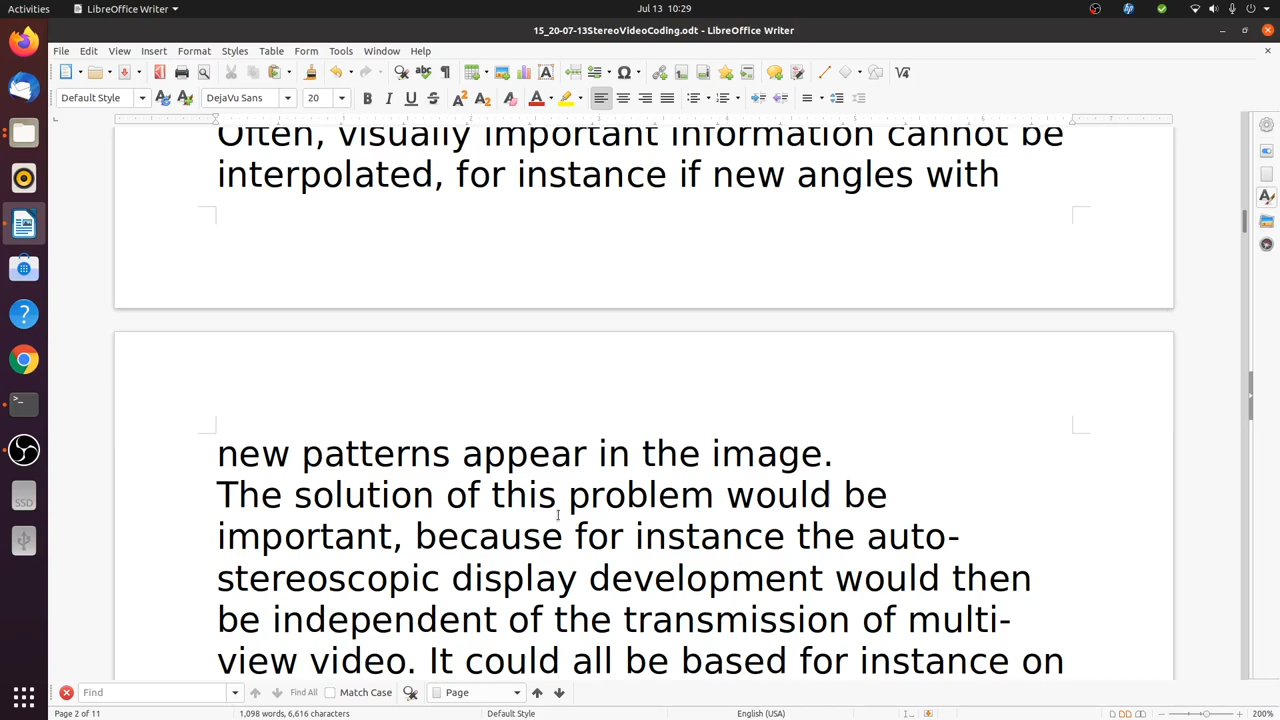 Activities
LibreOffice Writer
Jul 13 10:29
15_20-07-13StereoVideoCoding.odt - LibreOffice Writer
File Edit View Insert Format Styles Table Form Tools Window Help
Default Style
DejaVu Sans
20
Often, visually important information cannot be
interpolated, for instance if new angles with
new patterns appear in the image.
The solution of this problem would be
important, because for instance the auto-
stereoscopic display development would then
be independent of the transmission of multi-
view video. It could all be based for instance on
Find
Find All
Match Case
Page
Page 2 of 11
1,098 words, 6,616 characters
Default Style
English (USA)
200%